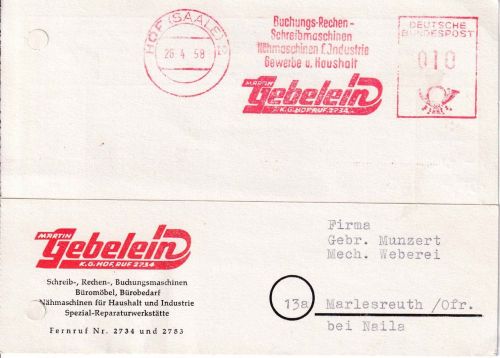 HOF (SAALE) 2
26.4.58
Buchungs-Rechen-
Schreibmaschinen
Nähmaschinen f. Industrie
Gewerbe u. Haushalt
MARTIN
Gebelein
K.G. HOF, RUF 2734
DEUTSCHE
BUNDESPOST
010
MARTIN
Gebelein
K.G. HOF, RUF 2734
Schreib-, Rechen-, Buchungsmaschinen
Büromöbel, Bürobedarf
Nähmaschinen für Haushalt und Industrie
Spezial-Reparaturwerkstätte
Fernruf Nr. 2734 und 2783
Firma
Gebr. Munzert
Mech. Weberei
13a
Marlesreuth /Ofr.
bei Naila